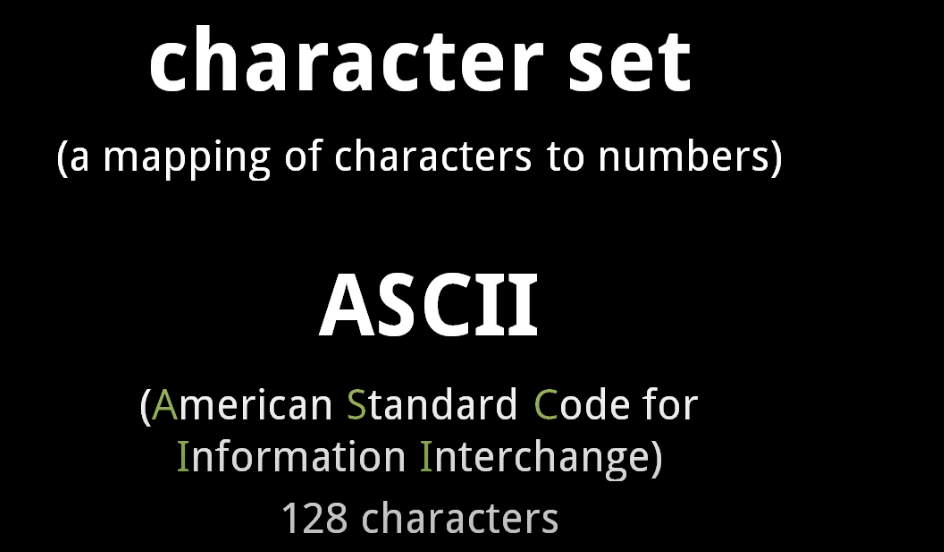 character set
(a mapping of characters to numbers)
ASCII
(American Standard Code for
Information Interchange)
128 characters